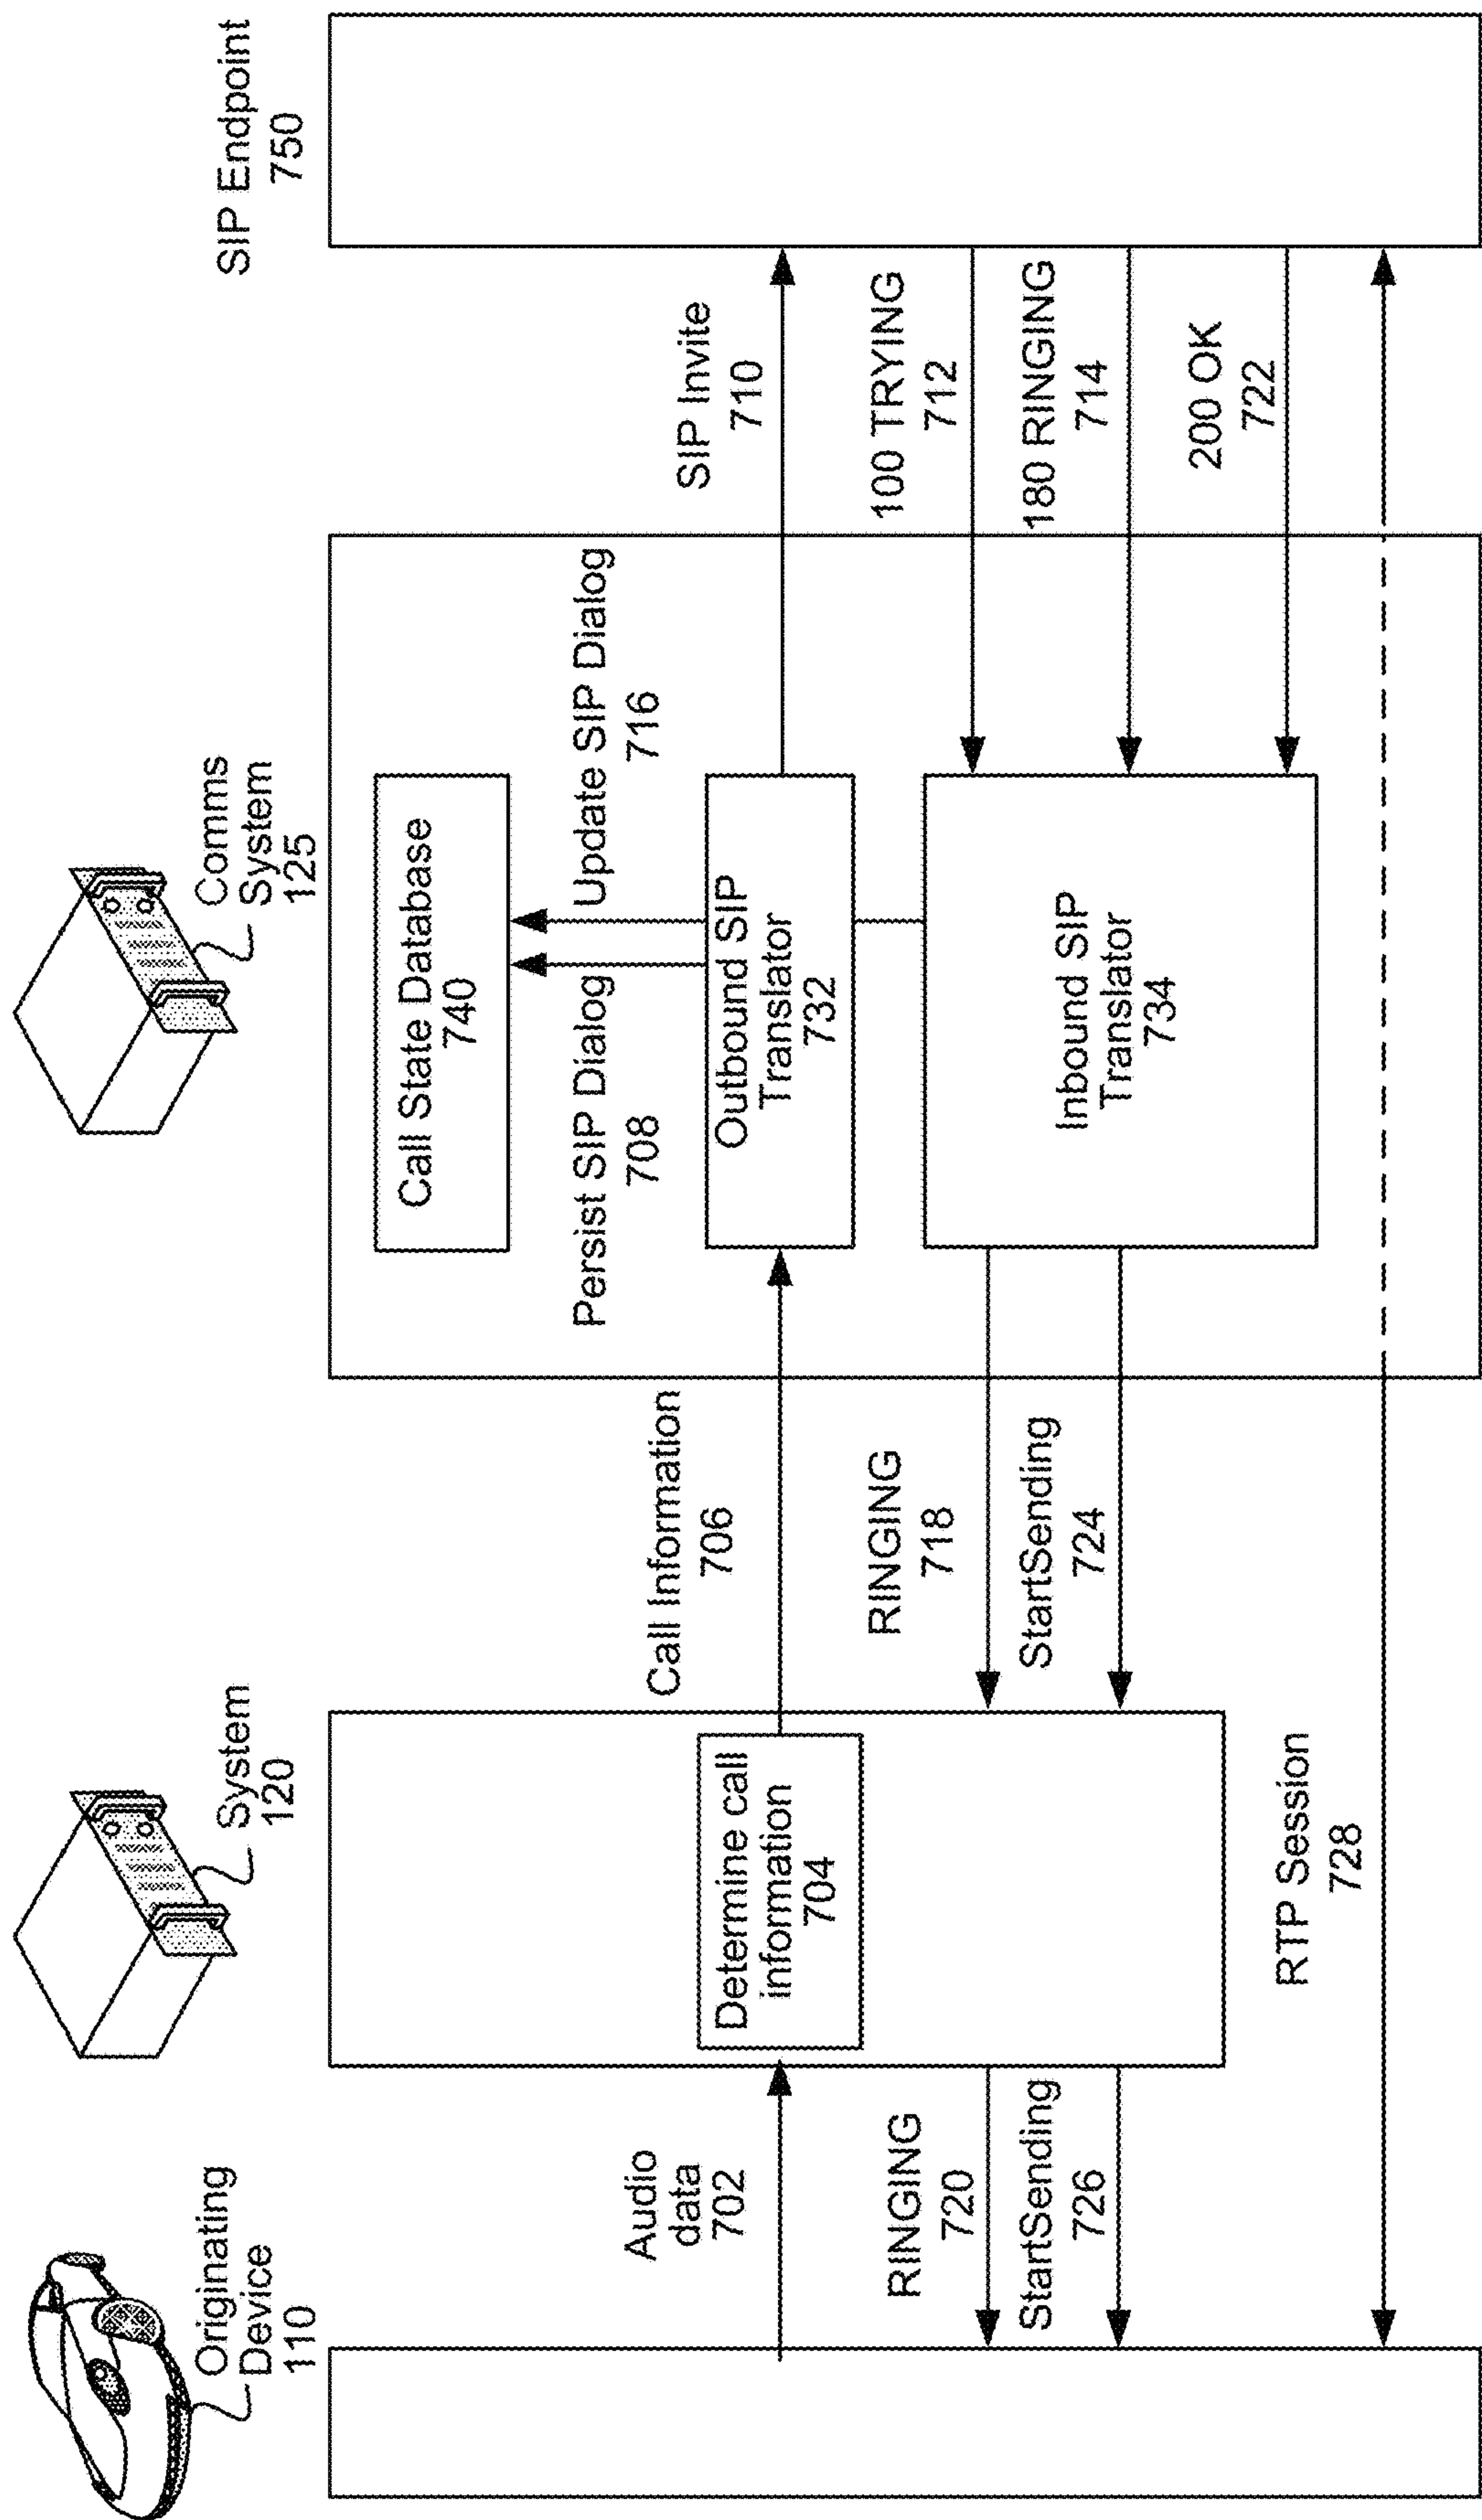 Originating
Device
110
System
120
Comms
System
125
SIP Endpoint
750
Audio
data
702
Determine call
information
704
Call Information
706
Call State Database
740
Persist SIP Dialog
708
Update SIP Dialog
716
Outbound SIP
Translator
732
SIP Invite
710
100 TRYING
712
180 RINGING
714
Inbound SIP
Translator
734
RINGING
718
RINGING
720
200 OK
722
StartSending
724
StartSending
726
RTP Session
728